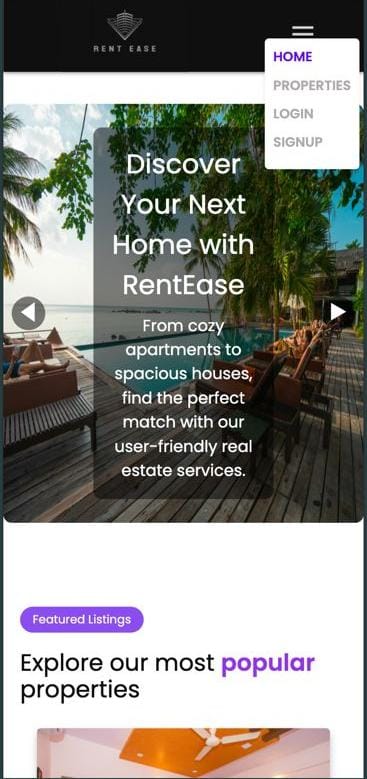 RENT EASE
HOME
PROPERTIES
LOGIN
SIGNUP
Discover
Your Next
Home with
RentEase
From cozy
apartments to
spacious houses,
find the perfect
match with our
user-friendly real
estate services.
Featured Listings
Explore our most popular
properties